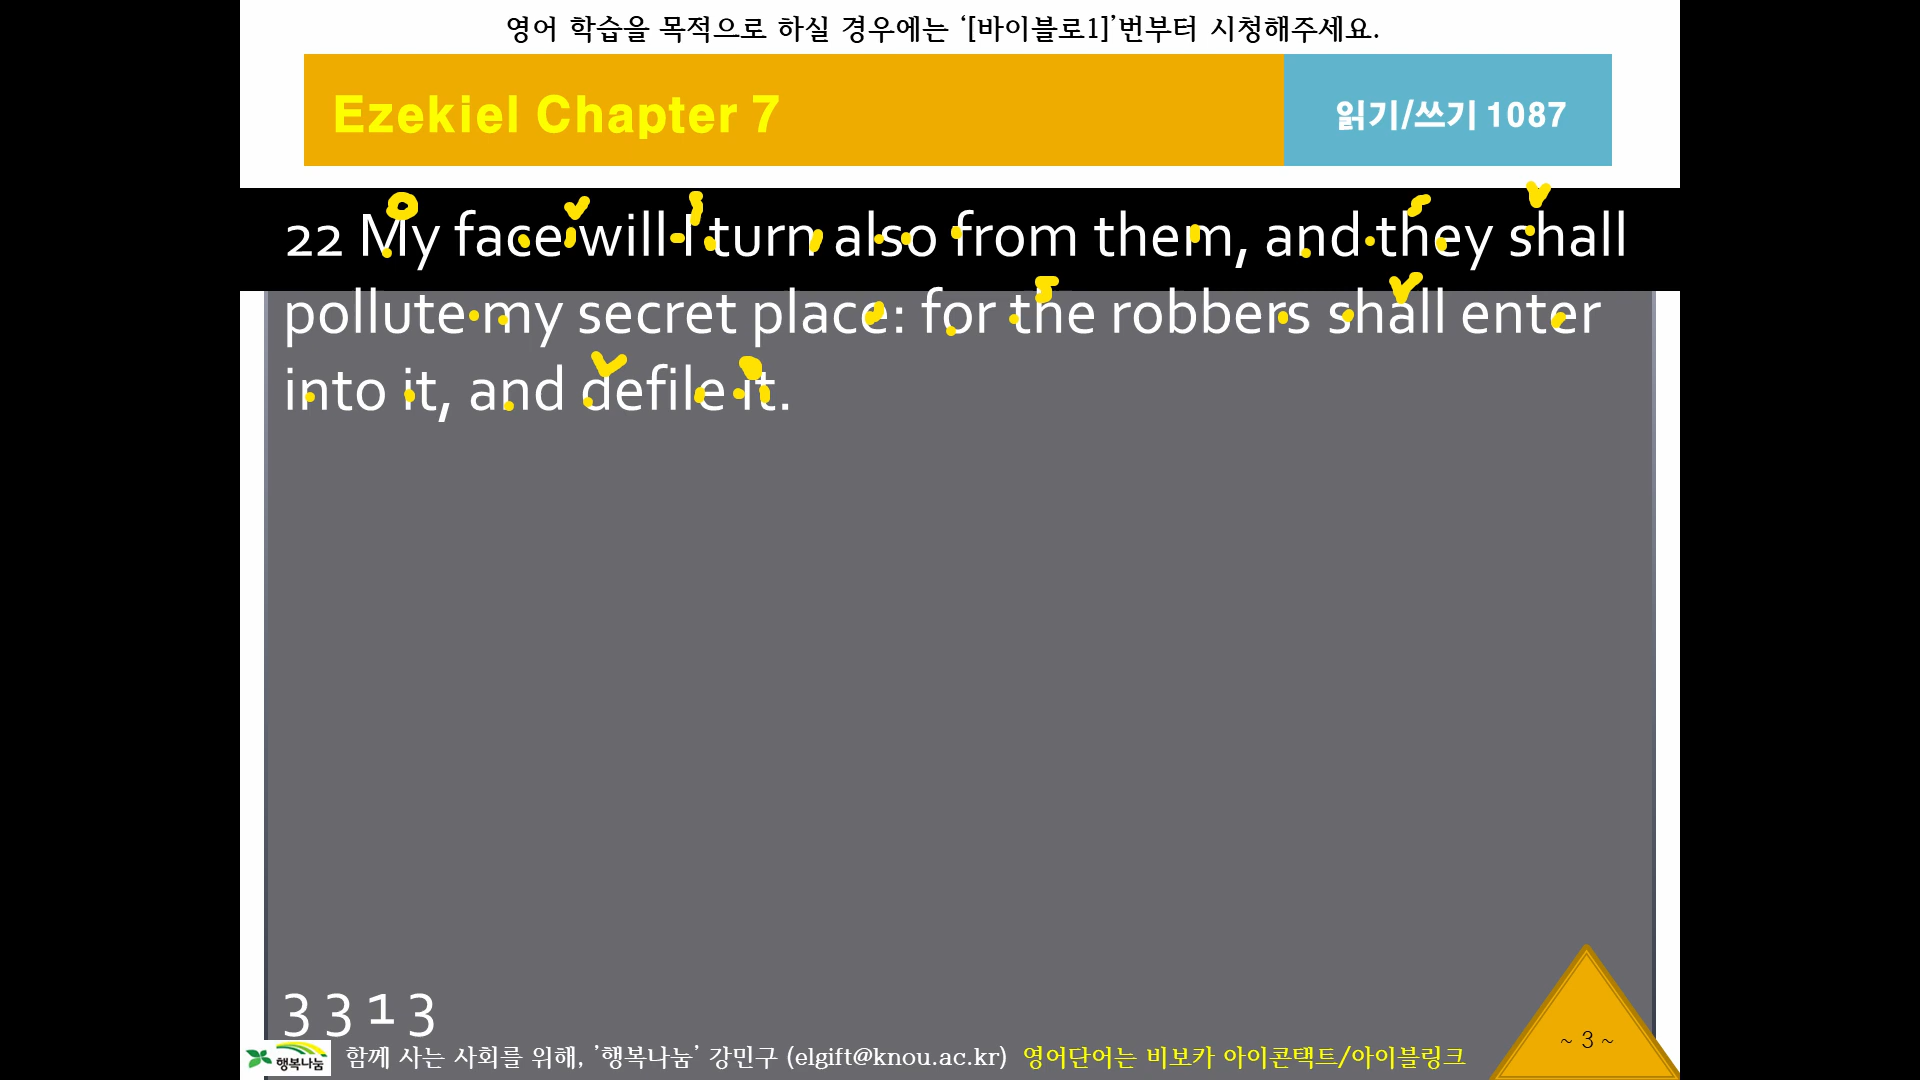 영어 학습을 목적으로 하실 경우에는 ‘[바이블로1]’번부터 시청해주세요.
Ezekiel Chapter 7
읽기/쓰기 1087
22 My face will I turn also from them, and they shall
pollute my secret place: for the robbers shall enter
into it, and defile it.
3 3 1 3
~ 3 ~
행복나눔 함께 사는 사회를 위해, ’행복나눔’ 강민구 (elgift@knou.ac.kr) 영어단어는 비보카 아이콘택트/아이블링크